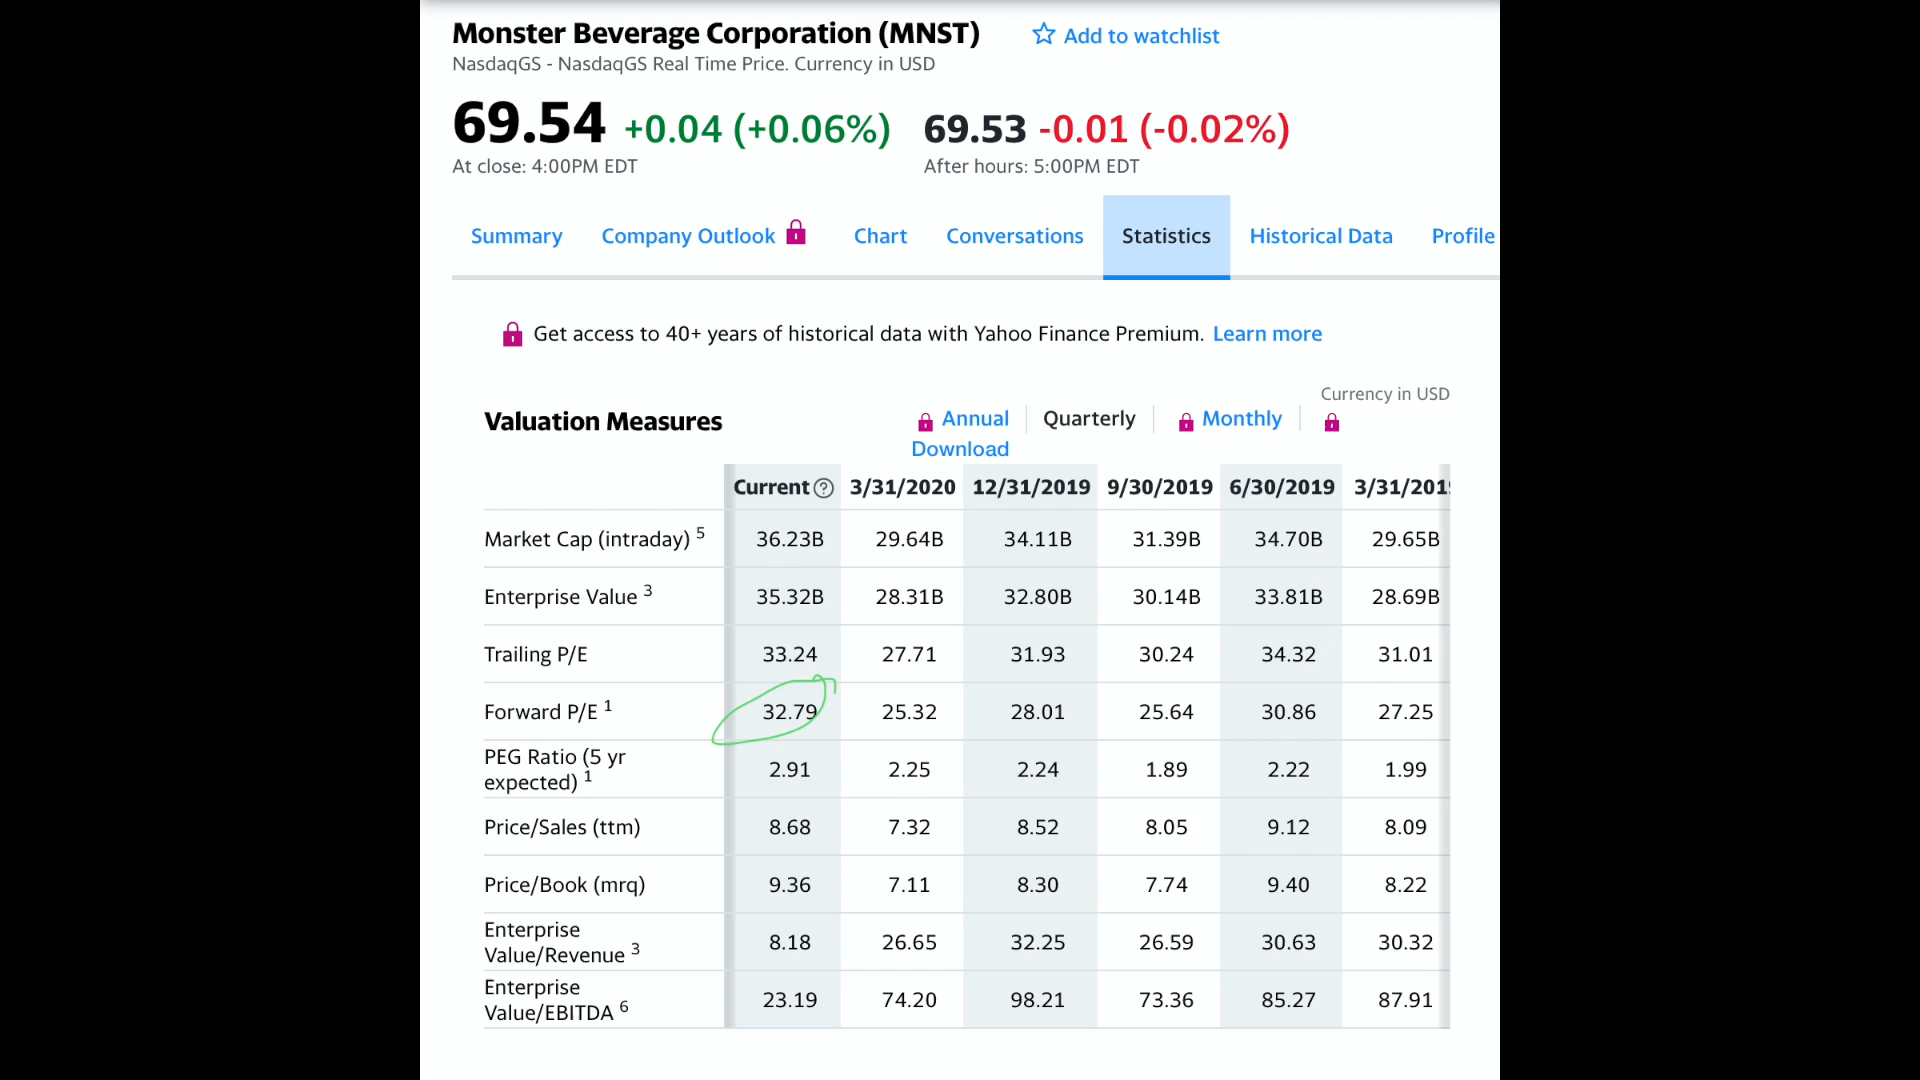 Monster Beverage Corporation (MNST) Add to watchlist
NasdaqGS - NasdaqGS Real Time Price. Currency in USD
69.54 +0.04 (+0.06%) 69.53 -0.01 (-0.02%)
At close: 4:00PM EDT After hours: 5:00PM EDT
Summary Company Outlook Chart Conversations Statistics Historical Data Profile
Get access to 40+ years of historical data with Yahoo Finance Premium. Learn more
Currency in USD
Valuation Measures Annual Quarterly Monthly
Download
Current ? 3/31/2020 12/31/2019 9/30/2019 6/30/2019 3/31/201
Market Cap (intraday) 5 36.23B 29.64B 34.11B 31.39B 34.70B 29.65B
Enterprise Value 3 35.32B 28.31B 32.80B 30.14B 33.81B 28.69B
Trailing P/E 33.24 27.71 31.93 30.24 34.32 31.01
Forward P/E 1 32.79 25.32 28.01 25.64 30.86 27.25
PEG Ratio (5 yr
expected) 1 2.91 2.25 2.24 1.89 2.22 1.99
Price/Sales (ttm) 8.68 7.32 8.52 8.05 9.12 8.09
Price/Book (mrq) 9.36 7.11 8.30 7.74 9.40 8.22
Enterprise
Value/Revenue 3 8.18 26.65 32.25 26.59 30.63 30.32
Enterprise
Value/EBITDA 6 23.19 74.20 98.21 73.36 85.27 87.91